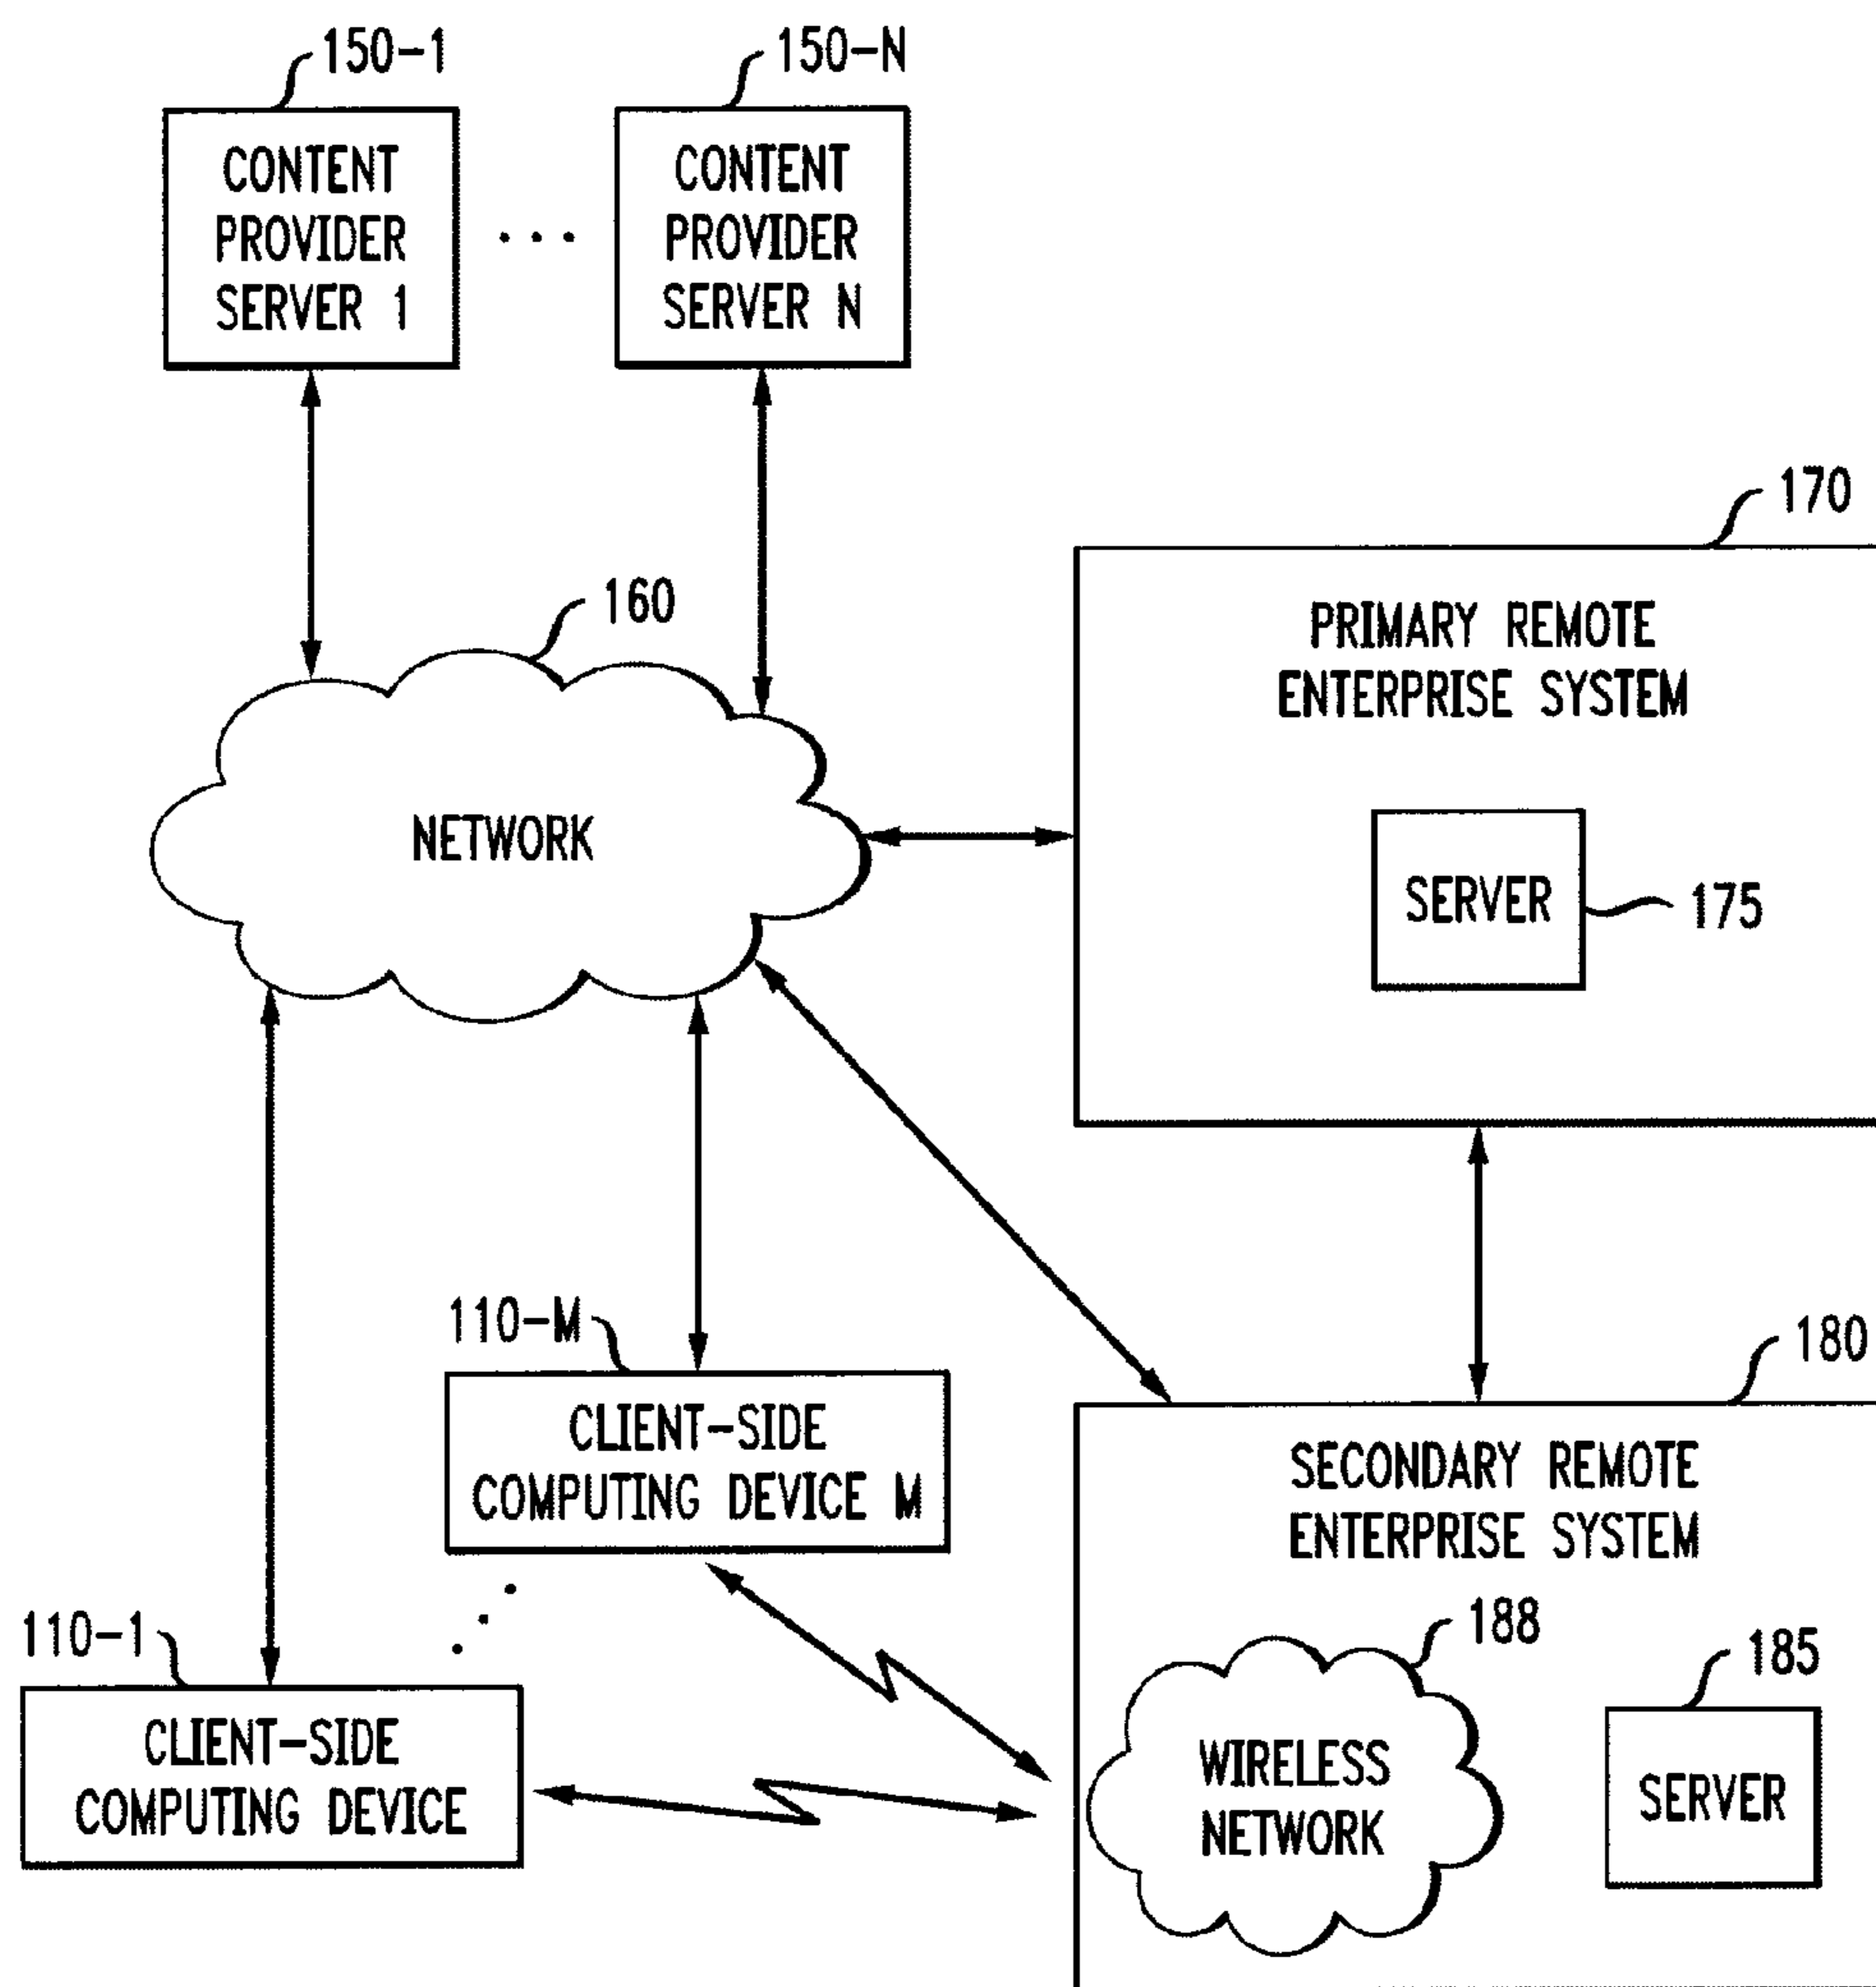 150-1
150-N
CONTENT
PROVIDER
SERVER 1
. . .
CONTENT
PROVIDER
SERVER N
170
160
PRIMARY REMOTE
ENTERPRISE SYSTEM
NETWORK
SERVER
175
110-M
180
CLIENT-SIDE
COMPUTING DEVICE M
SECONDARY REMOTE
ENTERPRISE SYSTEM
110-1
188
185
CLIENT-SIDE
COMPUTING DEVICE
WIRELESS
NETWORK
SERVER